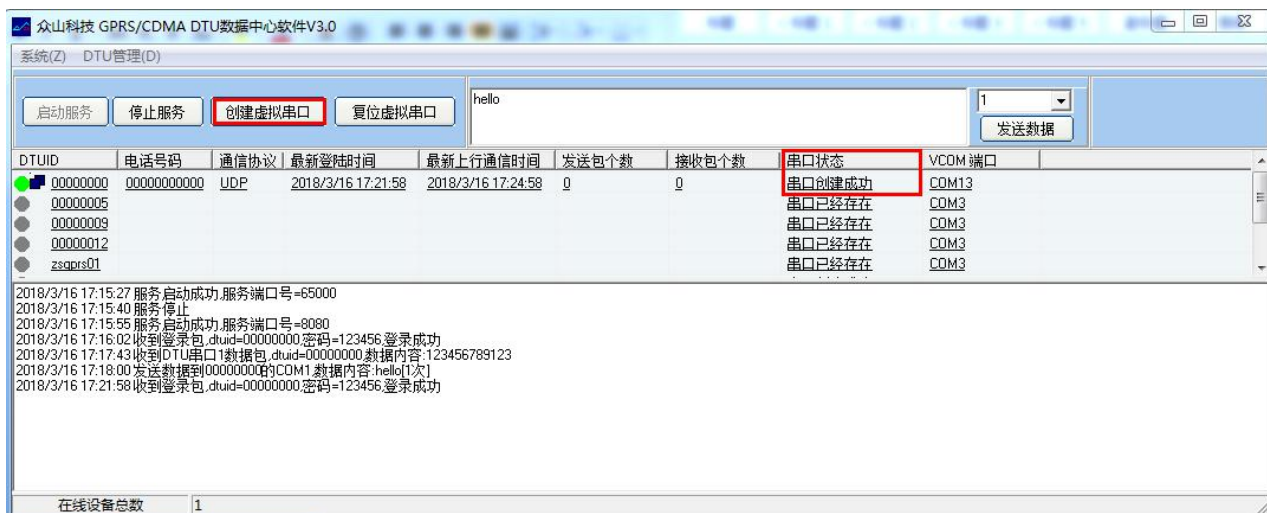 众山科技 GPRS/CDMA DTU数据中心软件V3.0
系统(Z) DTU管理(D)
启动服务 停止服务 创建虚拟串口 复位虚拟串口 hello 1
发送数据
DTUID 电话号码 通信协议 最新登陆时间 最新上行通信时间 发送包个数 接收包个数 串口状态 VCOM 端口
00000000 00000000000 UDP 2018/3/16 17:21:58 2018/3/16 17:24:58 0 0 串口创建成功 COM13
00000005 串口已经存在 COM3
00000009 串口已经存在 COM3
00000012 串口已经存在 COM3
zsgprs01 串口已经存在 COM3
2018/3/16 17:15:27 服务启动成功,服务端口号=65000
2018/3/16 17:15:40 服务停止
2018/3/16 17:15:55 服务启动成功,服务端口号=8080
2018/3/16 17:16:02 收到登录包,dtuid=00000000,密码=123456,登录成功
2018/3/16 17:17:43 收到DTU串口1数据包,dtuid=00000000,数据内容:123456789123
2018/3/16 17:18:00 发送数据到00000000的COM1,数据内容:hello[1次]
2018/3/16 17:21:58 收到登录包,dtuid=00000000,密码=123456,登录成功
在线设备总数 1